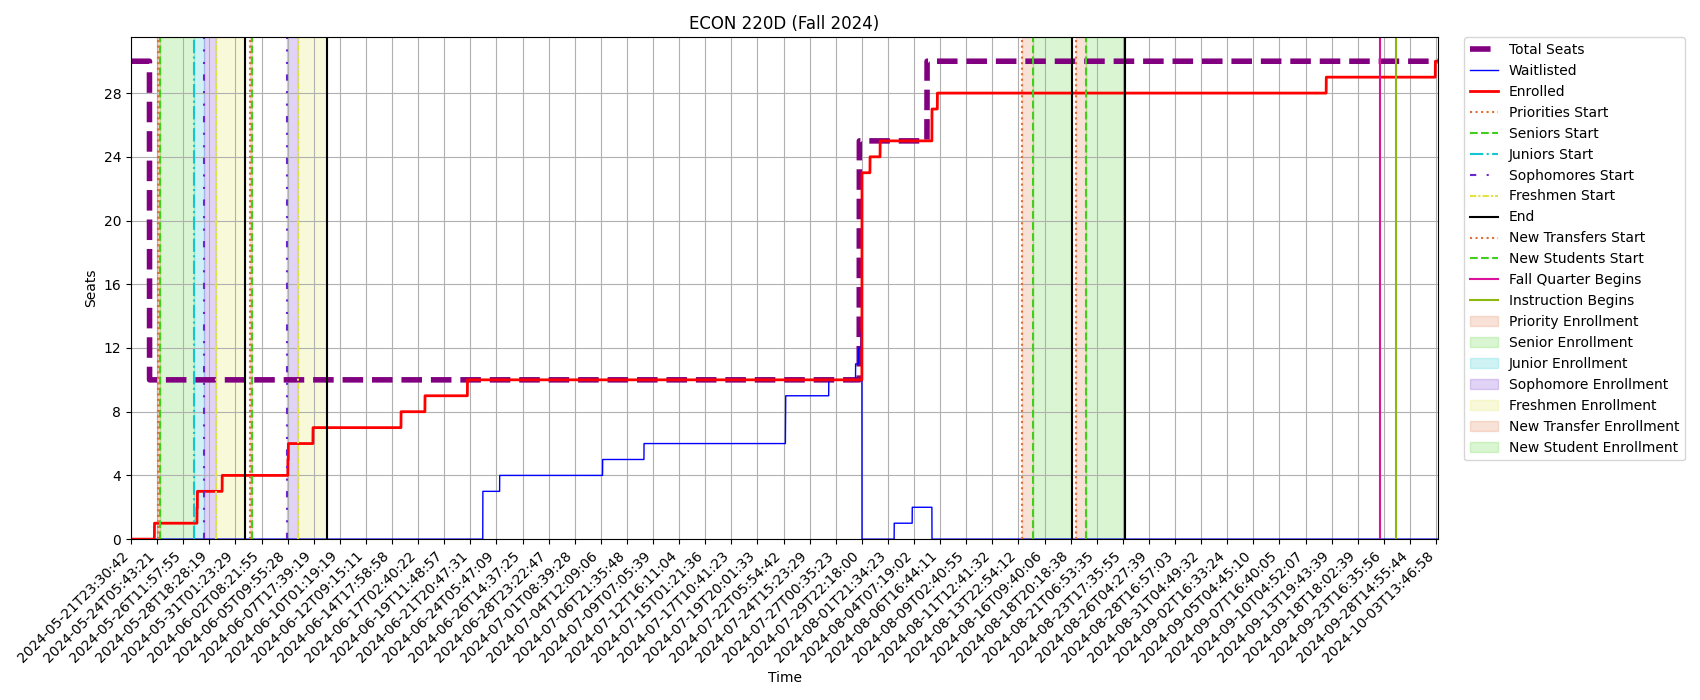 ECON 220D (Fall 2024)
Seats
28
24
20
16
12
8
4
0
2024-05-21T23:30:42
2024-05-24T05:43:21
2024-05-26T11:57:55
2024-05-28T18:28:19
2024-05-31T01:23:29
2024-06-02T08:21:55
2024-06-05T09:55:28
2024-06-07T17:39:19
2024-06-10T01:19:19
2024-06-12T09:15:11
2024-06-14T17:58:58
2024-06-17T02:40:22
2024-06-19T11:48:57
2024-06-21T20:47:31
2024-06-24T05:47:09
2024-06-26T14:37:25
2024-06-28T23:22:47
2024-07-01T08:39:28
2024-07-04T12:09:06
2024-07-06T21:35:48
2024-07-09T07:05:39
2024-07-12T16:11:04
2024-07-15T01:21:36
2024-07-17T10:41:23
2024-07-19T20:01:33
2024-07-22T05:54:42
2024-07-24T15:23:29
2024-07-27T00:35:23
2024-07-29T22:18:00
2024-08-01T21:34:23
2024-08-04T07:19:02
2024-08-06T16:44:11
2024-08-09T02:40:55
2024-08-11T12:41:32
2024-08-13T22:54:12
2024-08-16T09:40:06
2024-08-18T20:18:38
2024-08-21T06:53:35
2024-08-23T17:35:55
2024-08-26T04:27:39
2024-08-28T16:57:03
2024-08-31T04:49:32
2024-09-02T16:33:24
2024-09-05T04:45:10
2024-09-07T16:40:05
2024-09-10T04:52:07
2024-09-13T19:43:39
2024-09-18T18:02:39
2024-09-23T16:35:56
2024-09-28T14:55:44
2024-10-03T13:46:58
Time
Total Seats
Waitlisted
Enrolled
Priorities Start
Seniors Start
Juniors Start
Sophomores Start
Freshmen Start
End
New Transfers Start
New Students Start
Fall Quarter Begins
Instruction Begins
Priority Enrollment
Senior Enrollment
Junior Enrollment
Sophomore Enrollment
Freshmen Enrollment
New Transfer Enrollment
New Student Enrollment